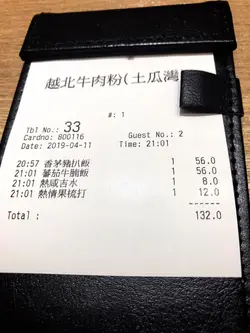 越北牛肉粉(土瓜灣
#: 1
Tbl No.: 33
Cardno: 800116 Guest No.: 2
Date: 2019-04-11 Time: 21:01
20:57 香茅豬扒飯 1 56.0
21:01 蕃茄牛腩飯 1 56.0
21:01 熱咸吉水 1 8.0
21:01 熱情果梳打 1 12.0
------
Total : 132.0